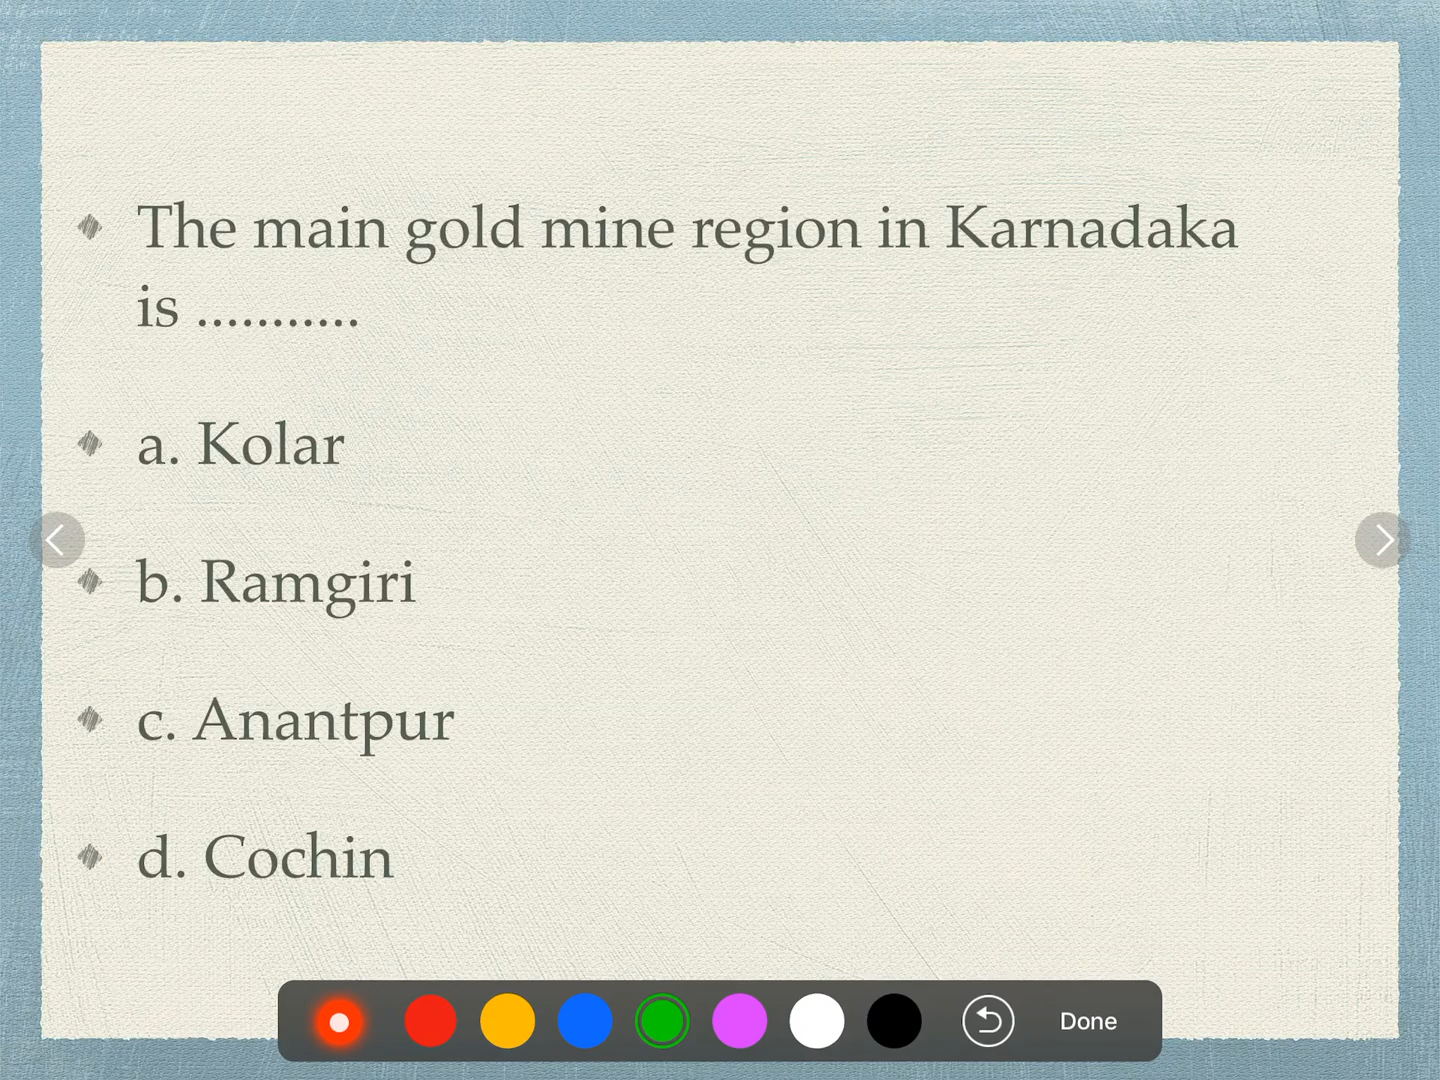 The main gold mine region in Karnadaka
is ...........
a. Kolar
b. Ramgiri
c. Anantpur
d. Cochin
Done